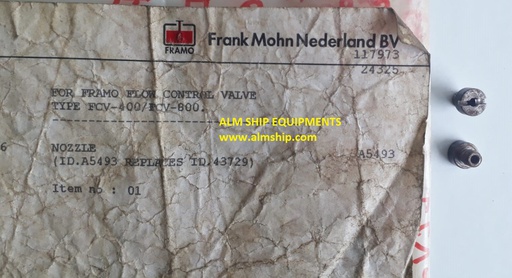 FRAMO
Frank Mohn Nederland BV
117973
24325
FOR FRAMO FLOW CONTROL VALVE
TYPE FCV-400/FCV-800.
ALM SHIP EQUIPMENTS
www.almship.com
6 NOZZLE A5493
(ID.A5493 REPLACES ID.43729)
Item no : 01